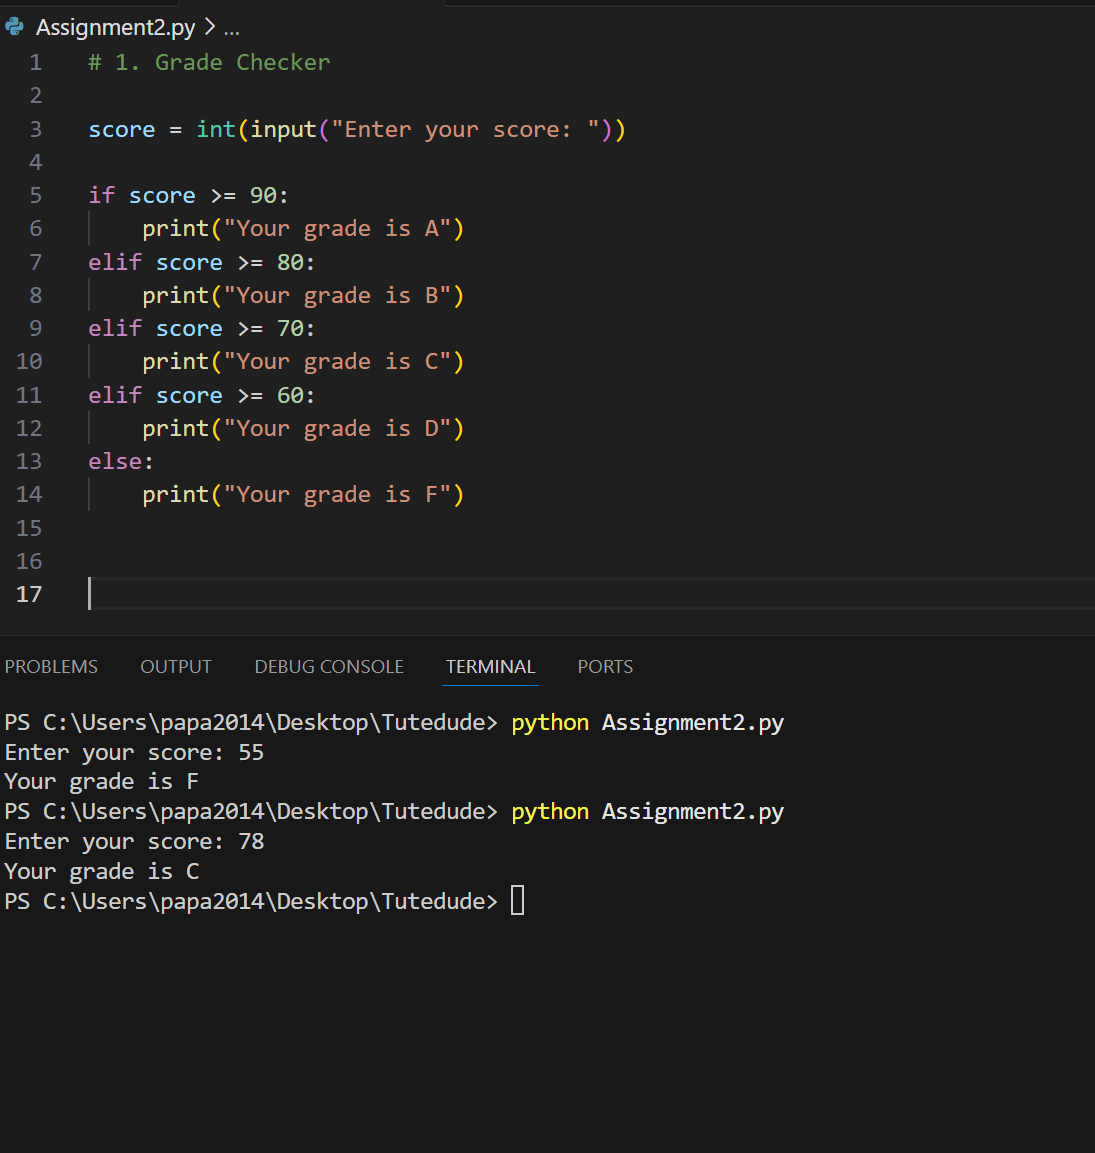 Assignment2.py > ...
1 # 1. Grade Checker
2
3 score = int(input("Enter your score: "))
4
5 if score >= 90:
6     print("Your grade is A")
7 elif score >= 80:
8     print("Your grade is B")
9 elif score >= 70:
10     print("Your grade is C")
11 elif score >= 60:
12     print("Your grade is D")
13 else:
14     print("Your grade is F")
15
16
17
PROBLEMS OUTPUT DEBUG CONSOLE TERMINAL PORTS
PS C:\Users\papa2014\Desktop\Tutedude> python Assignment2.py
Enter your score: 55
Your grade is F
PS C:\Users\papa2014\Desktop\Tutedude> python Assignment2.py
Enter your score: 78
Your grade is C
PS C:\Users\papa2014\Desktop\Tutedude>